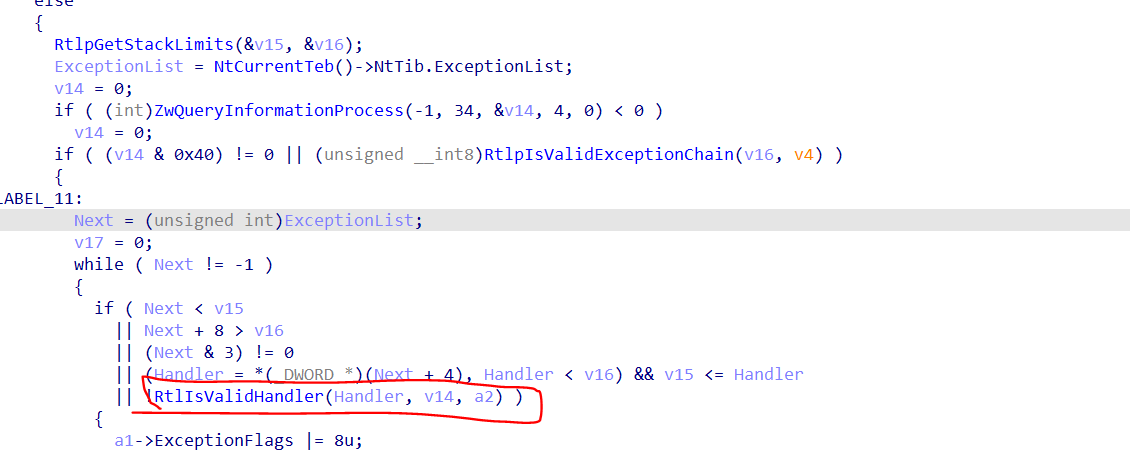 else
{
RtlpGetStackLimits(&v15, &v16);
ExceptionList = NtCurrentTeb()->NtTib.ExceptionList;
v14 = 0;
if ( (int)ZwQueryInformationProcess(-1, 34, &v14, 4, 0) < 0 )
v14 = 0;
if ( (v14 & 0x40) != 0 || (unsigned __int8)RtlpIsValidExceptionChain(v16, v4) )
{
LABEL_11:
Next = (unsigned int)ExceptionList;
v17 = 0;
while ( Next != -1 )
{
if ( Next < v15
|| Next + 8 > v16
|| (Next & 3) != 0
|| (Handler = *(_DWORD *)(Next + 4), Handler < v16) && v15 <= Handler
|| !RtlIsValidHandler(Handler, v14, a2) )
{
a1->ExceptionFlags |= 8u;